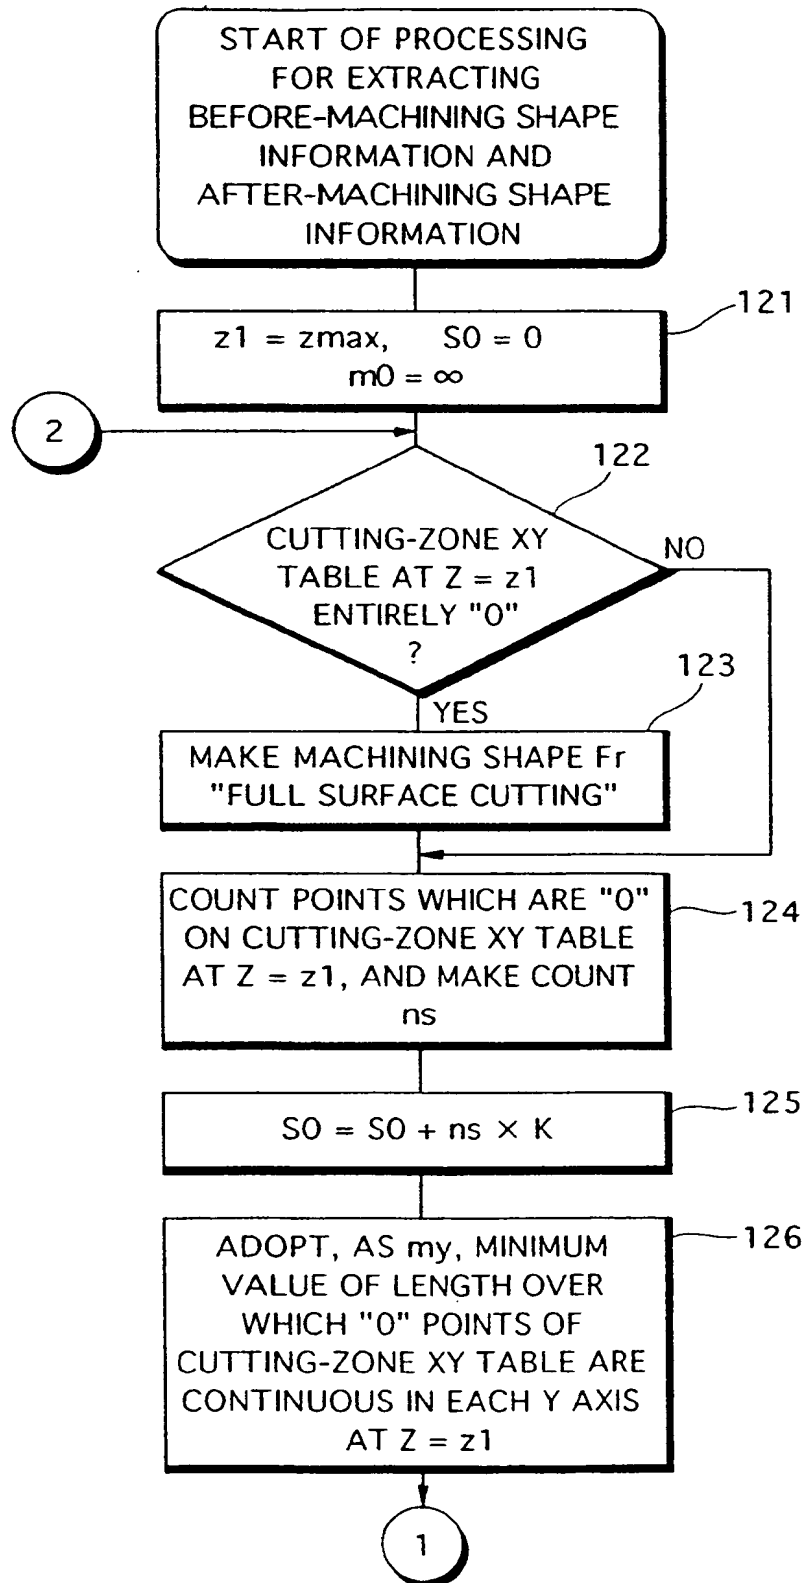 START OF PROCESSING
FOR EXTRACTING
BEFORE-MACHINING SHAPE
INFORMATION AND
AFTER-MACHINING SHAPE
INFORMATION
121
z1 = zmax, S0 = 0
m0 = ∞
2
122
CUTTING-ZONE XY
TABLE AT Z = z1
ENTIRELY "0"
?
NO
YES
123
MAKE MACHINING SHAPE Fr
"FULL SURFACE CUTTING"
124
COUNT POINTS WHICH ARE "0"
ON CUTTING-ZONE XY TABLE
AT Z = z1, AND MAKE COUNT
ns
125
S0 = S0 + ns × K
126
ADOPT, AS my, MINIMUM
VALUE OF LENGTH OVER
WHICH "0" POINTS OF
CUTTING-ZONE XY TABLE ARE
CONTINUOUS IN EACH Y AXIS
AT Z = z1
1